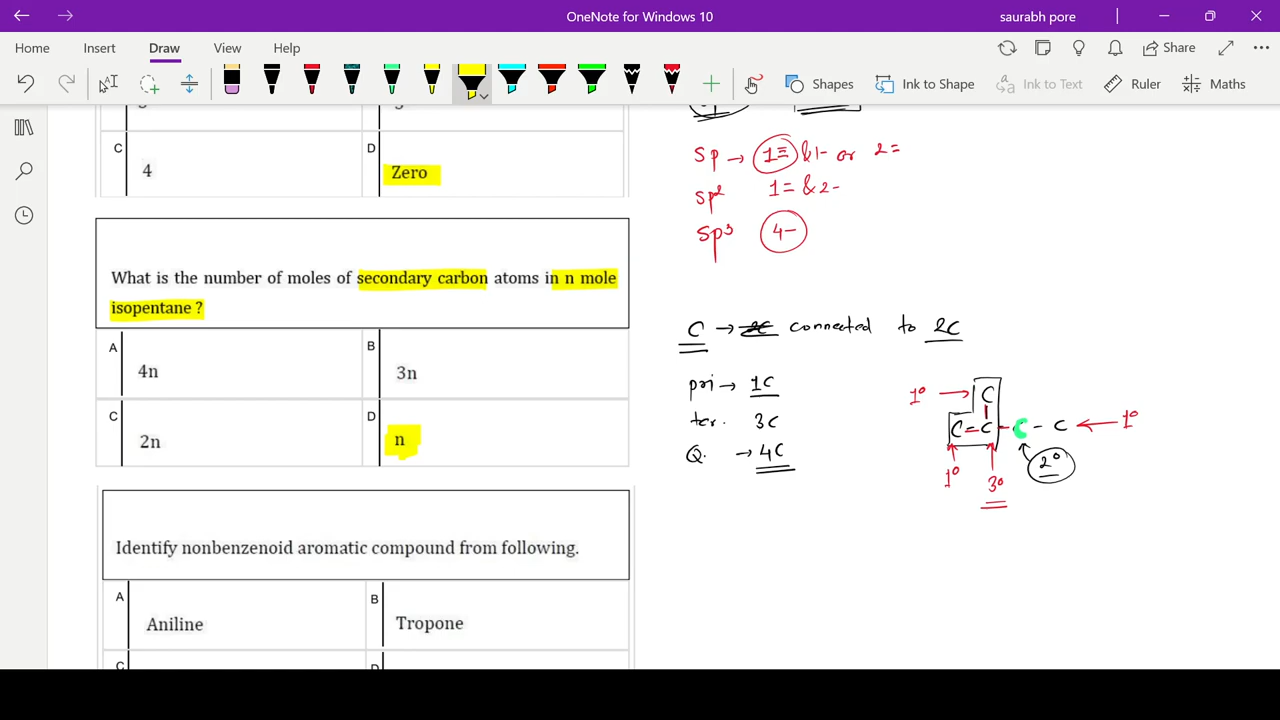 OneNote for Windows 10
saurabh pore
Home Insert Draw View Help
Share
Shapes
Ink to Shape
Ink to Text
Ruler
Maths
C
4
D
Zero
What is the number of moles of secondary carbon atoms in n mole
isopentane ?
A
4n
B
3n
C
2n
D
n
Identify nonbenzenoid aromatic compound from following.
A
Aniline
B
Tropone
C
D
Sp → 1≡ &1- or 2=
Sp² 1= & 2-
Sp³ 4-
C → connected to 2C
pri → 1C
ter. 3C
Q. → 4C
1° → C
C - C - C - C ← 1°
1° 3° 2°